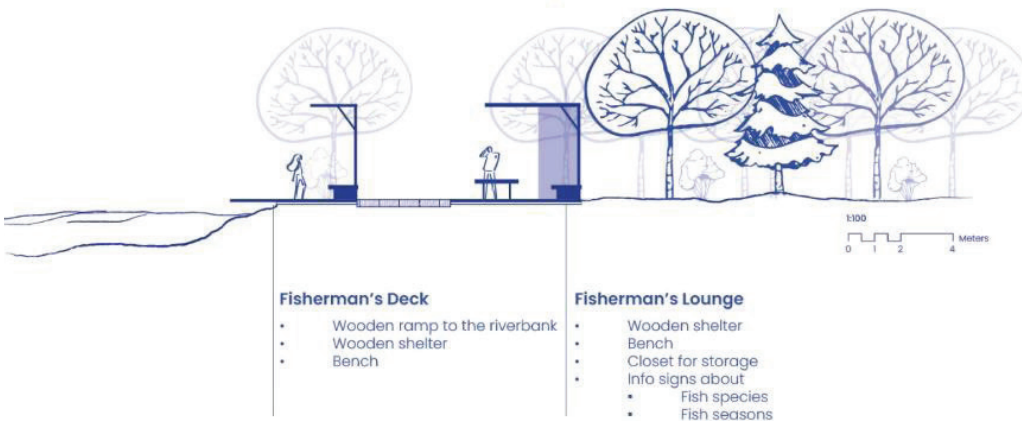 1:100
Meters
0 1 2 4
Fisherman's Deck
• Wooden ramp to the riverbank
• Wooden shelter
• Bench
Fisherman's Lounge
• Wooden shelter
• Bench
• Closet for storage
• Info signs about
▪ Fish species
▪ Fish seasons